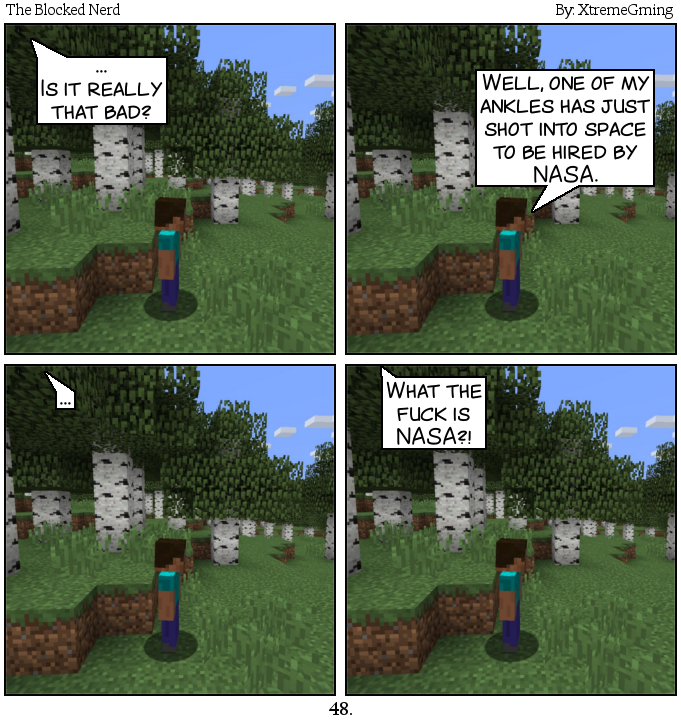 The Blocked Nerd
By: XtremeGming
...
IS IT REALLY
THAT BAD?
WELL, ONE OF MY
ANKLES HAS JUST
SHOT INTO SPACE
TO BE HIRED BY
NASA.
...
WHAT THE
FUCK IS
NASA?!
48.